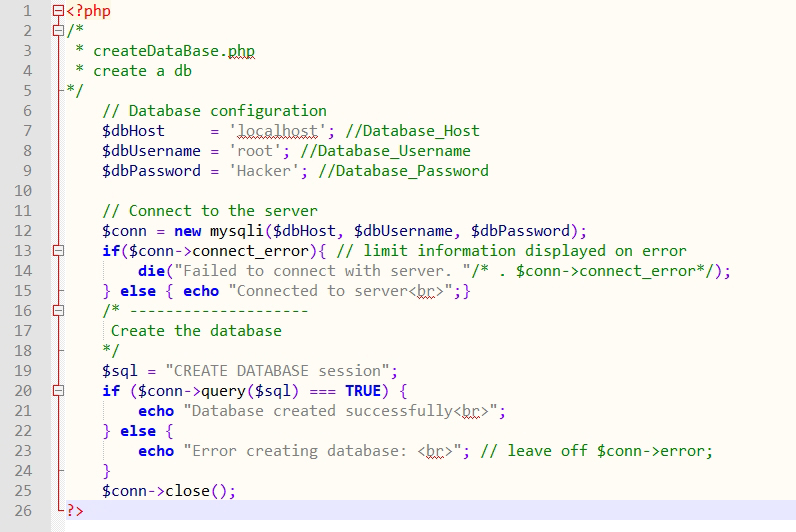 1 <?php
2 /*
3  * createDataBase.php
4  * create a db
5 */
6     // Database configuration
7     $dbHost     = 'localhost'; //Database_Host
8     $dbUsername = 'root'; //Database_Username
9     $dbPassword = 'Hacker'; //Database_Password
10
11     // Connect to the server
12     $conn = new mysqli($dbHost, $dbUsername, $dbPassword);
13     if($conn->connect_error){ // limit information displayed on error
14         die("Failed to connect with server. "/* . $conn->connect_error*/);
15     } else { echo "Connected to server<br>";}
16     /* --------------------
17      Create the database
18     */
19     $sql = "CREATE DATABASE session";
20     if ($conn->query($sql) === TRUE) {
21         echo "Database created successfully<br>";
22     } else {
23         echo "Error creating database: <br>"; // leave off $conn->error;
24     }
25     $conn->close();
26 ?>